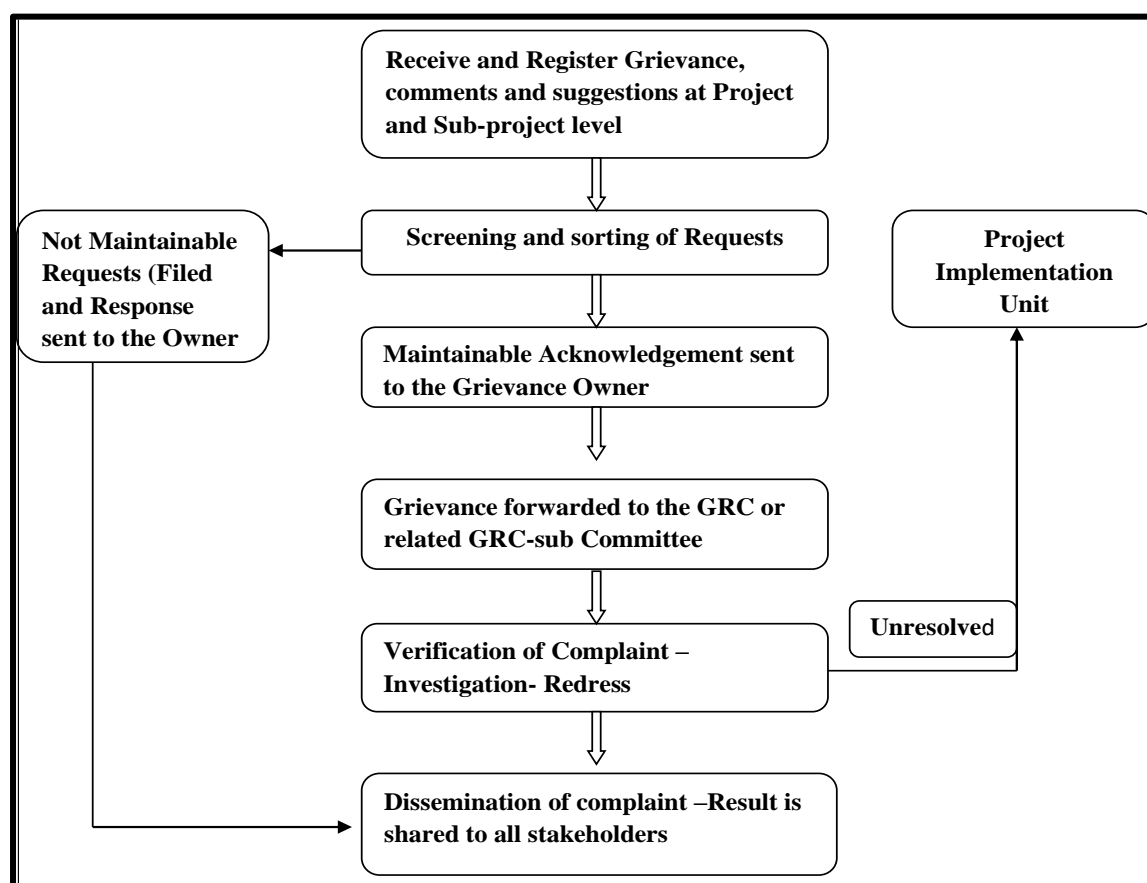 Receive and Register Grievance,
comments and suggestions at Project
and Sub-project level
Screening and sorting of Requests
Not Maintainable
Requests (Filed
and Response
sent to the Owner
Project
Implementation
Unit
Maintainable Acknowledgement sent
to the Grievance Owner
Grievance forwarded to the GRC or
related GRC-sub Committee
Unresolved
Verification of Complaint –
Investigation- Redress
Dissemination of complaint –Result is
shared to all stakeholders